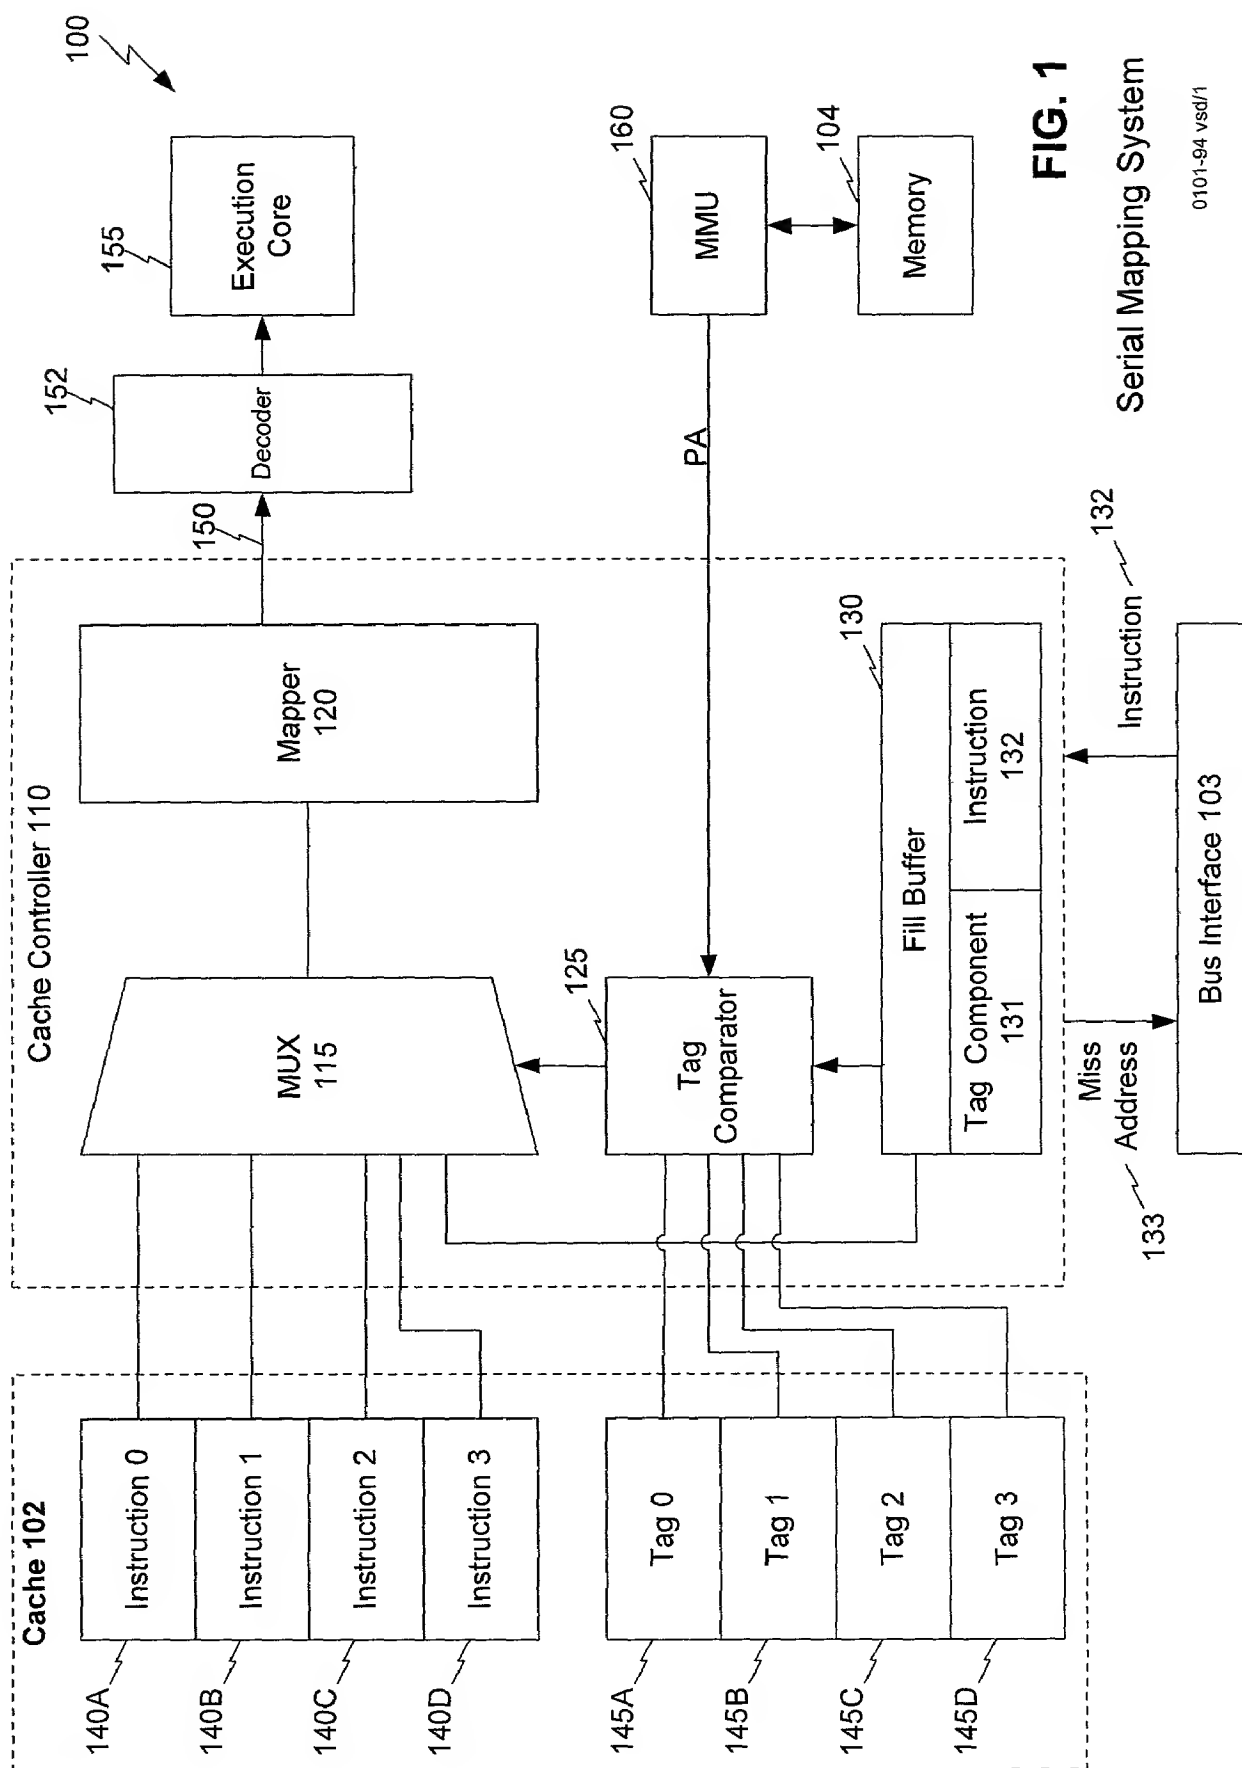 100
Cache 102
Cache Controller 110
140A
Instruction 0
140B
Instruction 1
140C
Instruction 2
140D
Instruction 3
MUX
115
Mapper
120
150
152
Decoder
155
Execution
Core
145A
Tag 0
145B
Tag 1
145C
Tag 2
145D
Tag 3
125
Tag
Comparator
PA
160
MMU
104
Memory
130
Fill Buffer
Tag Component
131
Instruction
132
133
Miss
Address
Instruction
132
Bus Interface 103
FIG. 1
Serial Mapping System
0101-94 vsd/1